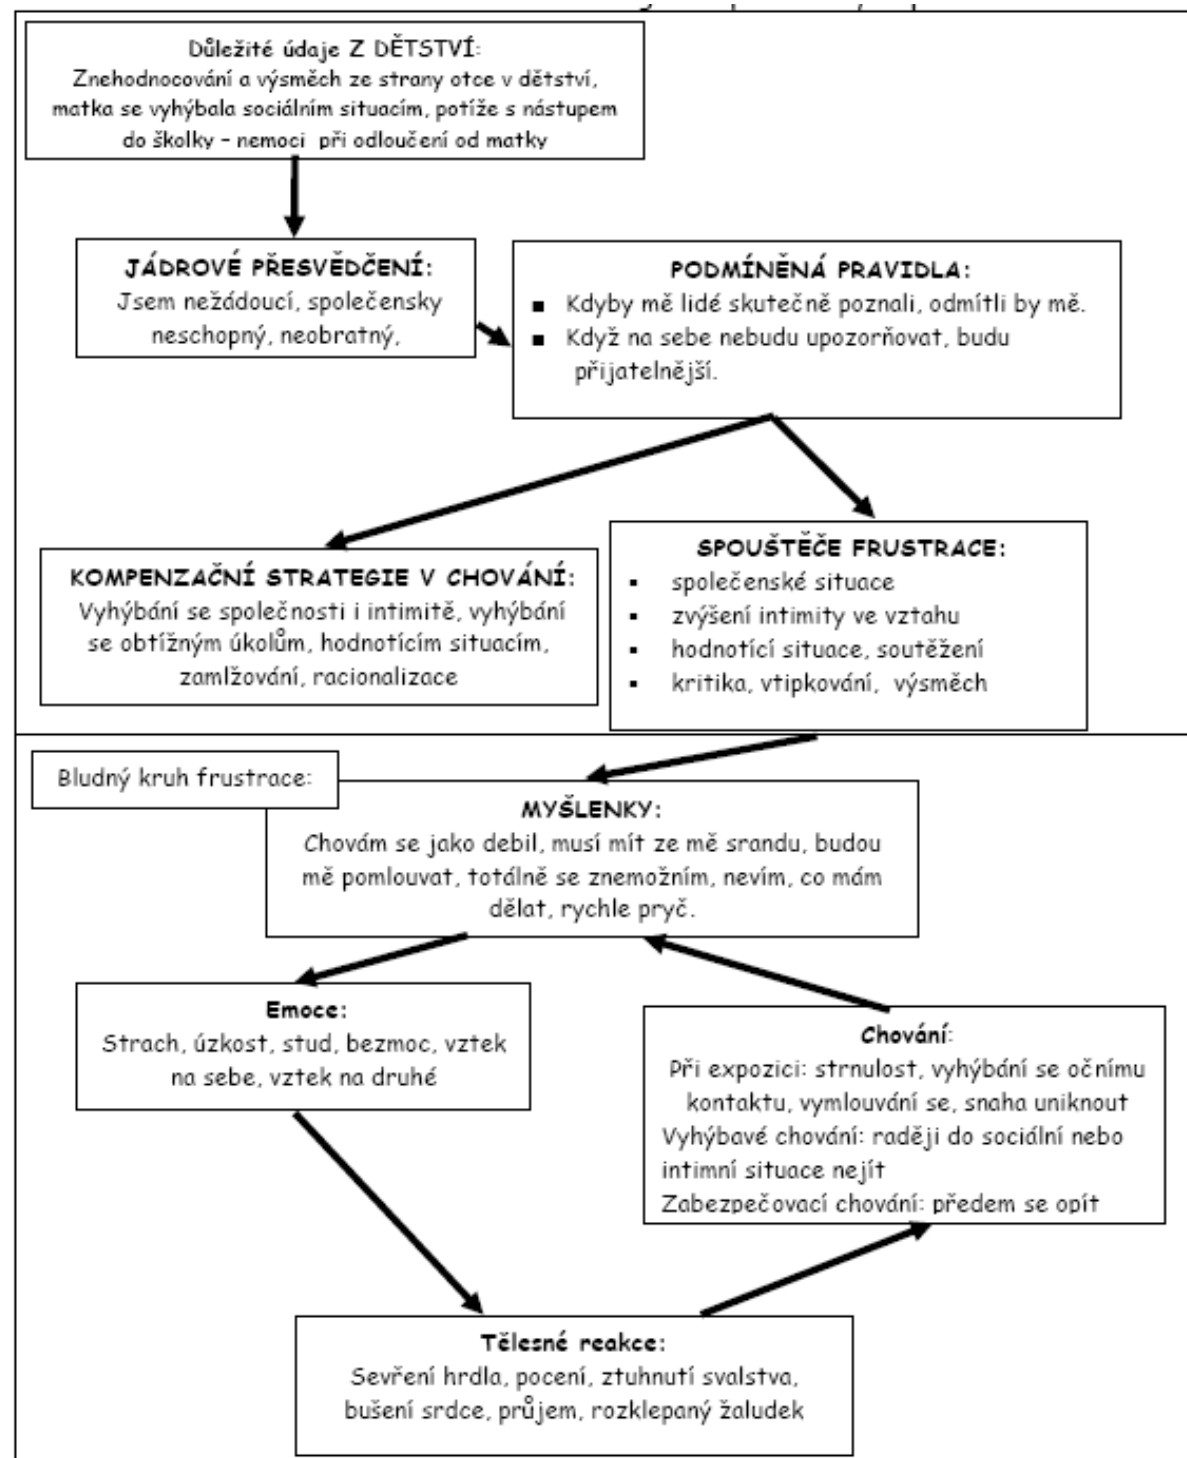 Důležité údaje Z DĚTSTVÍ:
Znehodnocování a výsměch ze strany otce v dětství,
matka se vyhýbala sociálním situacím, potíže s nástupem
do školky – nemoci při odloučení od matky
JÁDROVÉ PŘESVĚDČENÍ:
Jsem nežádoucí, společensky
neschopný, neobratný,
PODMÍNĚNÁ PRAVIDLA:
▪ Kdyby mě lidé skutečně poznali, odmítli by mě.
▪ Když na sebe nebudu upozorňovat, budu
přijatelnější.
KOMPENZAČNÍ STRATEGIE V CHOVÁNÍ:
Vyhýbání se společnosti i intimitě, vyhýbání
se obtížným úkolům, hodnotícím situacím,
zamlžování, racionalizace
SPOUŠTĚČE FRUSTRACE:
▪ společenské situace
▪ zvýšení intimity ve vztahu
▪ hodnotící situace, soutěžení
▪ kritika, vtipkování, výsměch
Bludný kruh frustrace:
MYŠLENKY:
Chovám se jako debil, musí mít ze mě srandu, budou
mě pomlouvat, totálně se znemožním, nevím, co mám
dělat, rychle pryč.
Emoce:
Strach, úzkost, stud, bezmoc, vztek
na sebe, vztek na druhé
Chování:
Při expozici: strnulost, vyhýbání se očnímu
kontaktu, vymlouvání se, snaha uniknout
Vyhýbavé chování: raději do sociální nebo
intimní situace nejít
Zabezpečovací chování: předem se opít
Tělesné reakce:
Sevření hrdla, pocení, ztuhnutí svalstva,
bušení srdce, průjem, rozklepaný žaludek